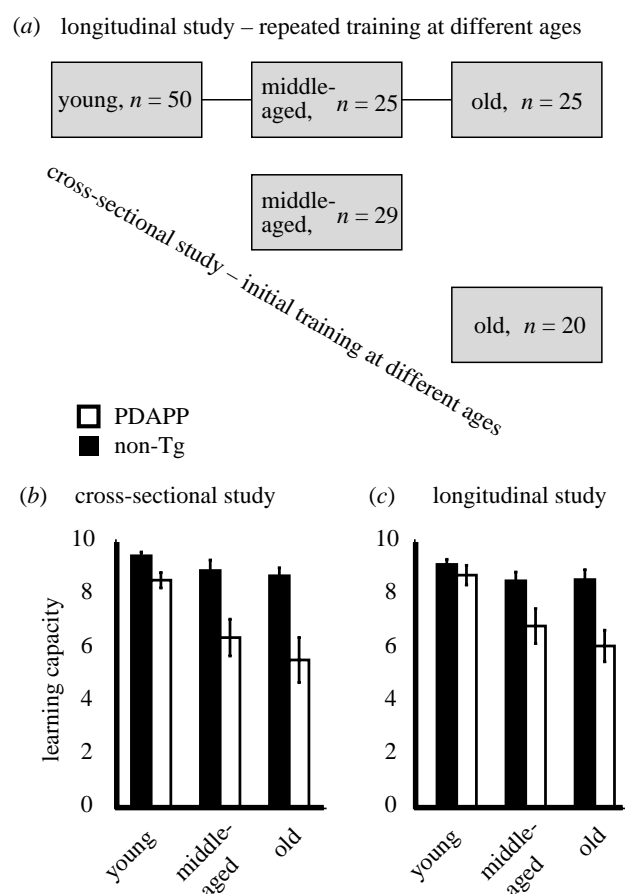 (a) longitudinal study – repeated training at different ages
young, n = 50
middle-
aged, n = 25
old, n = 25
middle-
aged, n = 29
old, n = 20
cross-sectional study – initial training at different ages
PDAPP
non-Tg
(b) cross-sectional study
(c) longitudinal study
learning capacity
10
8
6
4
2
0
young
middle-
aged
old
10
8
6
4
2
0
young
middle-
aged
old